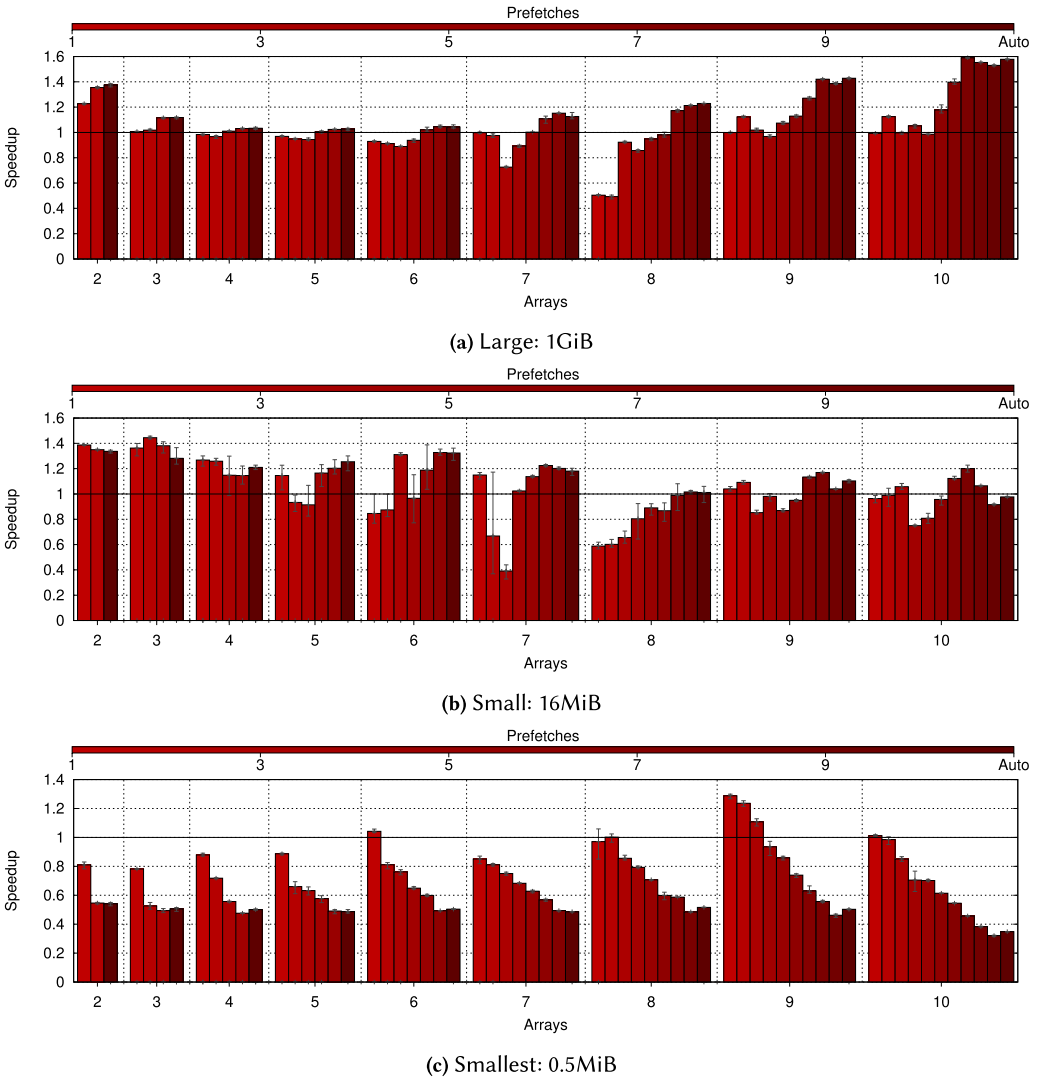 Prefetches
1 3 5 7 9 Auto
1.6
1.4
1.2
1
0.8
0.6
0.4
0.2
0
Speedup
2 3 4 5 6 7 8 9 10
Arrays
(a) Large: 1GiB
Prefetches
1 3 5 7 9 Auto
1.6
1.4
1.2
1
0.8
0.6
0.4
0.2
0
Speedup
2 3 4 5 6 7 8 9 10
Arrays
(b) Small: 16MiB
Prefetches
1 3 5 7 9 Auto
1.4
1.2
1
0.8
0.6
0.4
0.2
0
Speedup
2 3 4 5 6 7 8 9 10
Arrays
(c) Smallest: 0.5MiB